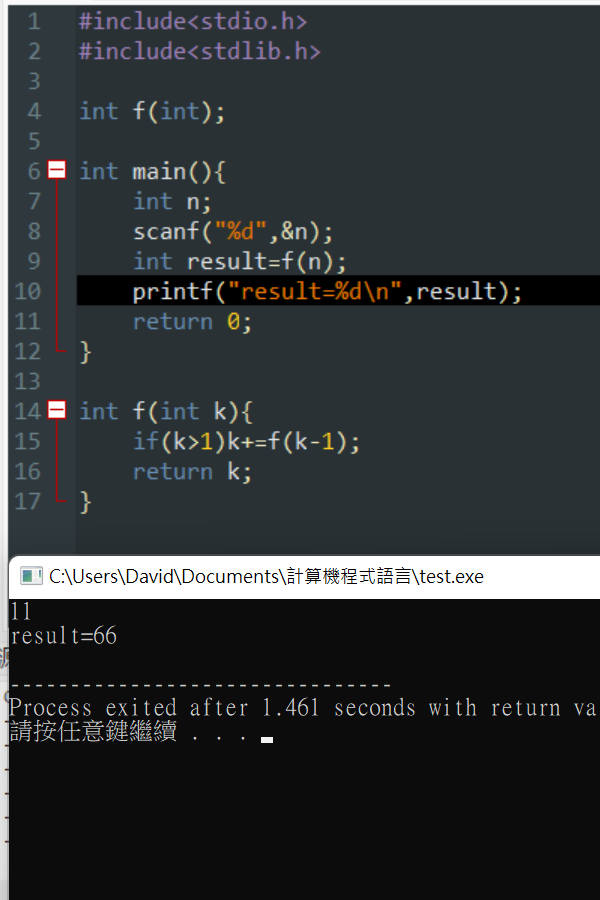 1 #include<stdio.h>
2 #include<stdlib.h>
3
4 int f(int);
5
6 int main(){
7 int n;
8 scanf("%d",&n);
9 int result=f(n);
10 printf("result=%d\n",result);
11 return 0;
12 }
13
14 int f(int k){
15 if(k>1)k+=f(k-1);
16 return k;
17 }
C:\Users\David\Documents\計算機程式語言\test.exe
11
result=66
--------------------------------
Process exited after 1.461 seconds with return va
請按任意鍵繼續 . . .